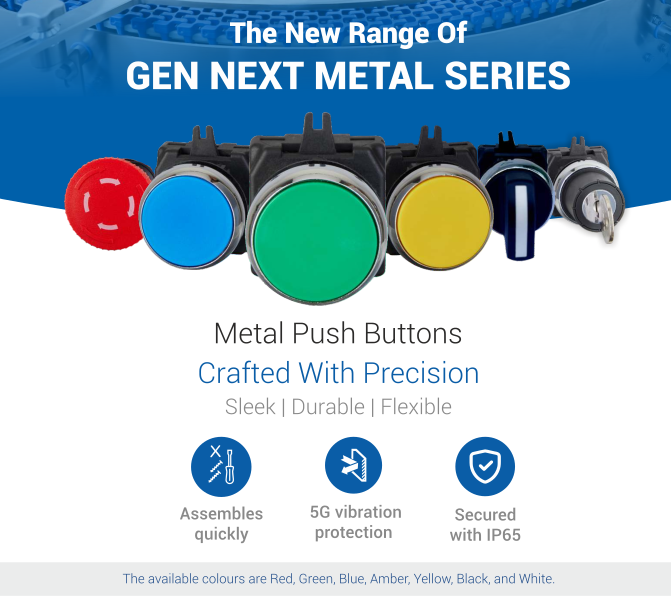 The New Range Of
GEN NEXT METAL SERIES
Metal Push Buttons
Crafted With Precision
Sleek | Durable | Flexible
Assembles
quickly
5G vibration
protection
Secured
with IP65
The available colours are Red, Green, Blue, Amber, Yellow, Black, and White.